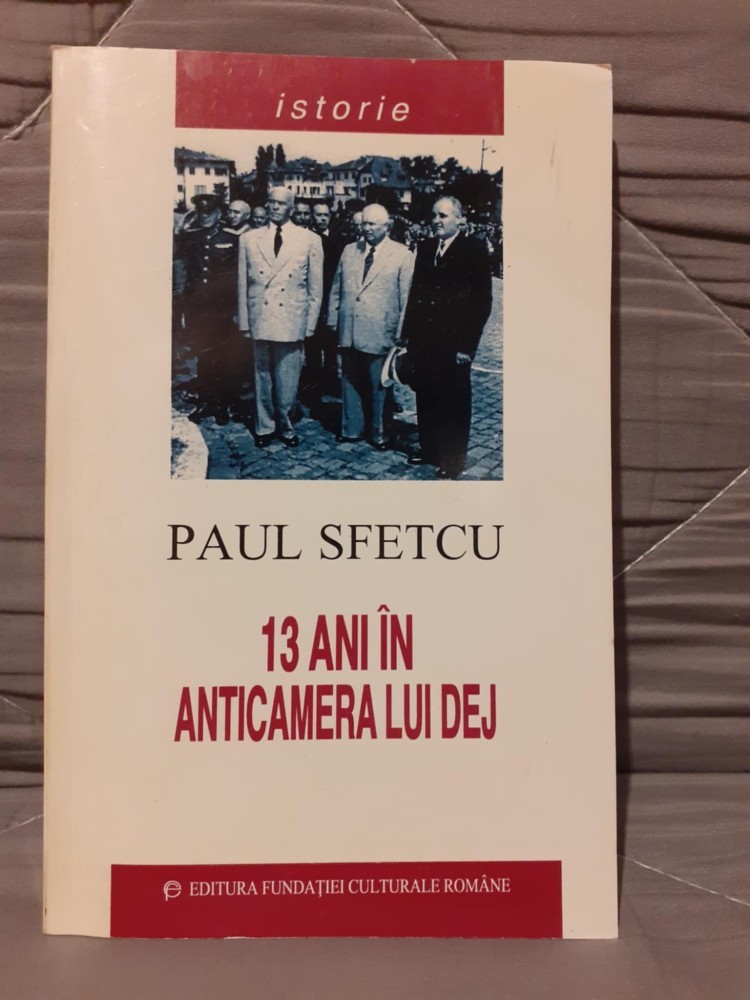 istorie
PAUL SFETCU
13 ANI ÎN
ANTICAMERA LUI DEJ
EDITURA FUNDAȚIEI CULTURALE ROMÂNE